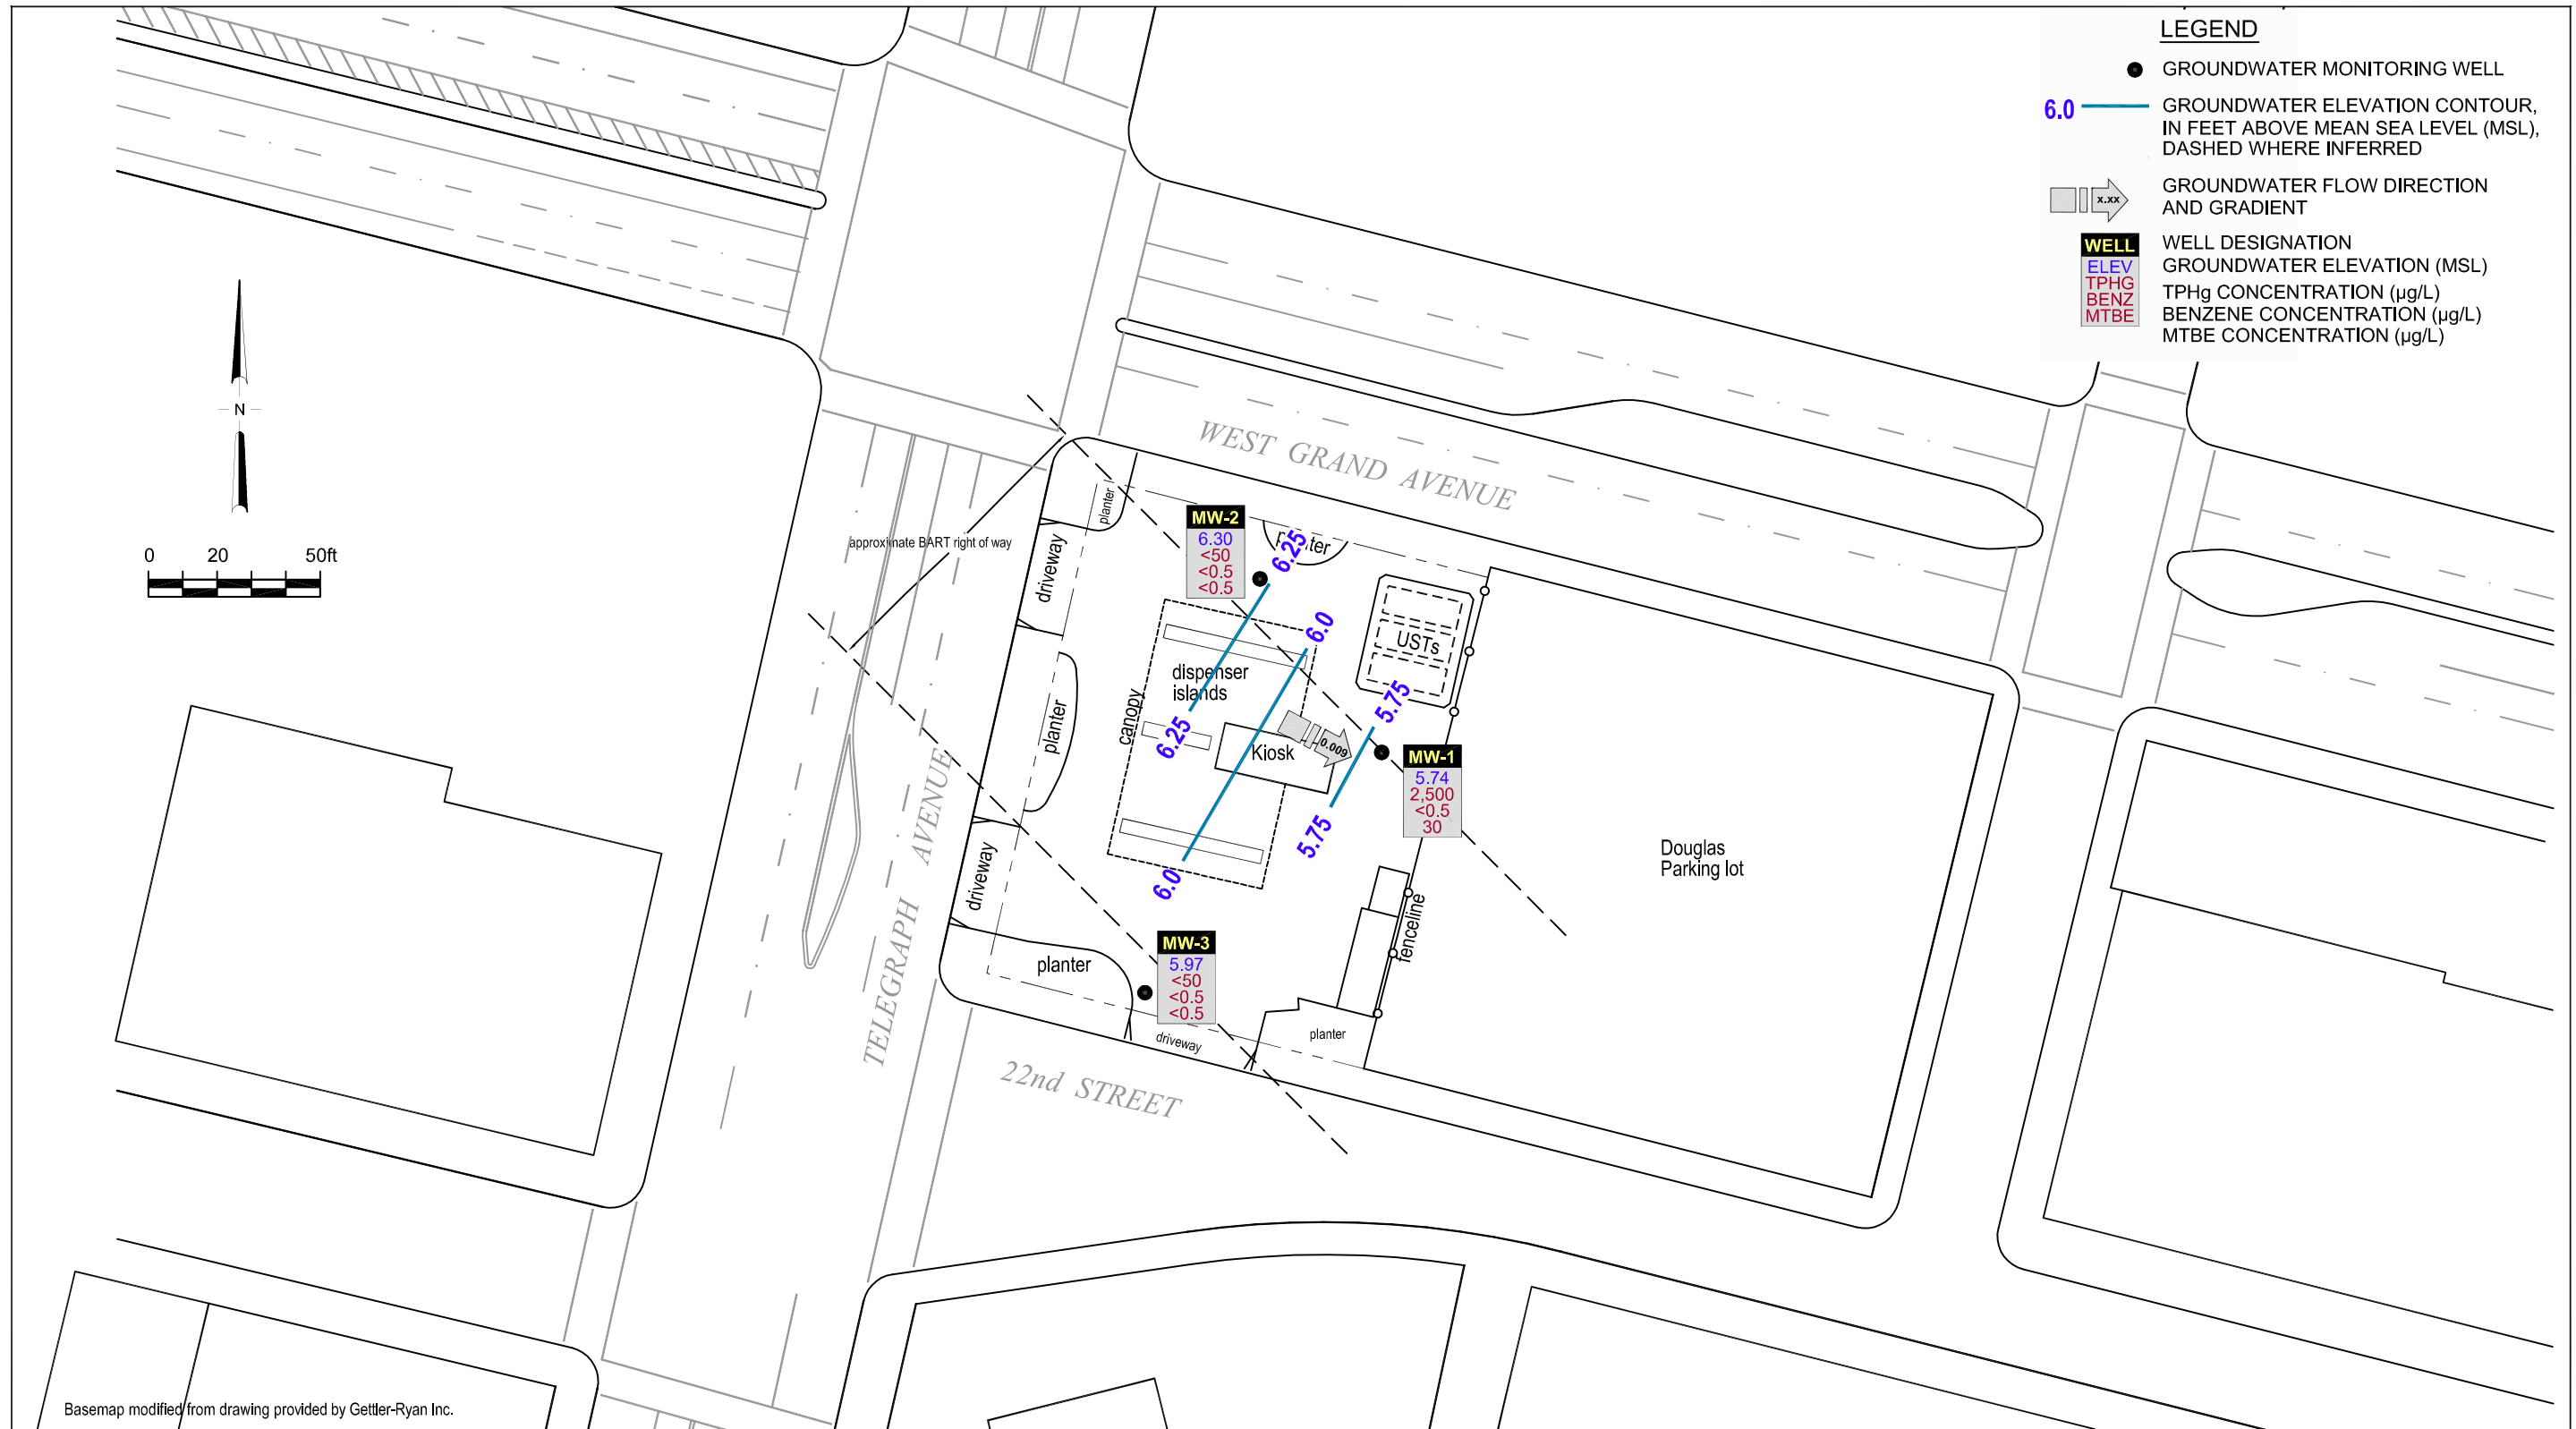 LEGEND
GROUNDWATER MONITORING WELL
6.0
GROUNDWATER ELEVATION CONTOUR,
IN FEET ABOVE MEAN SEA LEVEL (MSL),
DASHED WHERE INFERRED
x.xx
GROUNDWATER FLOW DIRECTION
AND GRADIENT
WELL
WELL DESIGNATION
ELEV
GROUNDWATER ELEVATION (MSL)
TPHG
TPHg CONCENTRATION (µg/L)
BENZ
BENZENE CONCENTRATION (µg/L)
MTBE
MTBE CONCENTRATION (µg/L)
N
0 20 50ft
WEST GRAND AVENUE
planter
approximate BART right of way
driveway
MW-2
6.30
<50
<0.5
<0.5
planter
6.25
6.0
USTs
dispenser
islands
5.75
canopy
planter
6.25
Kiosk
0.009
MW-1
5.74
2,500
<0.5
30
5.75
6.0
Douglas
Parking lot
driveway
TELEGRAPH AVENUE
fenceline
MW-3
5.97
<50
<0.5
<0.5
planter
driveway
planter
22nd STREET
Basemap modified from drawing provided by Gettler-Ryan Inc.